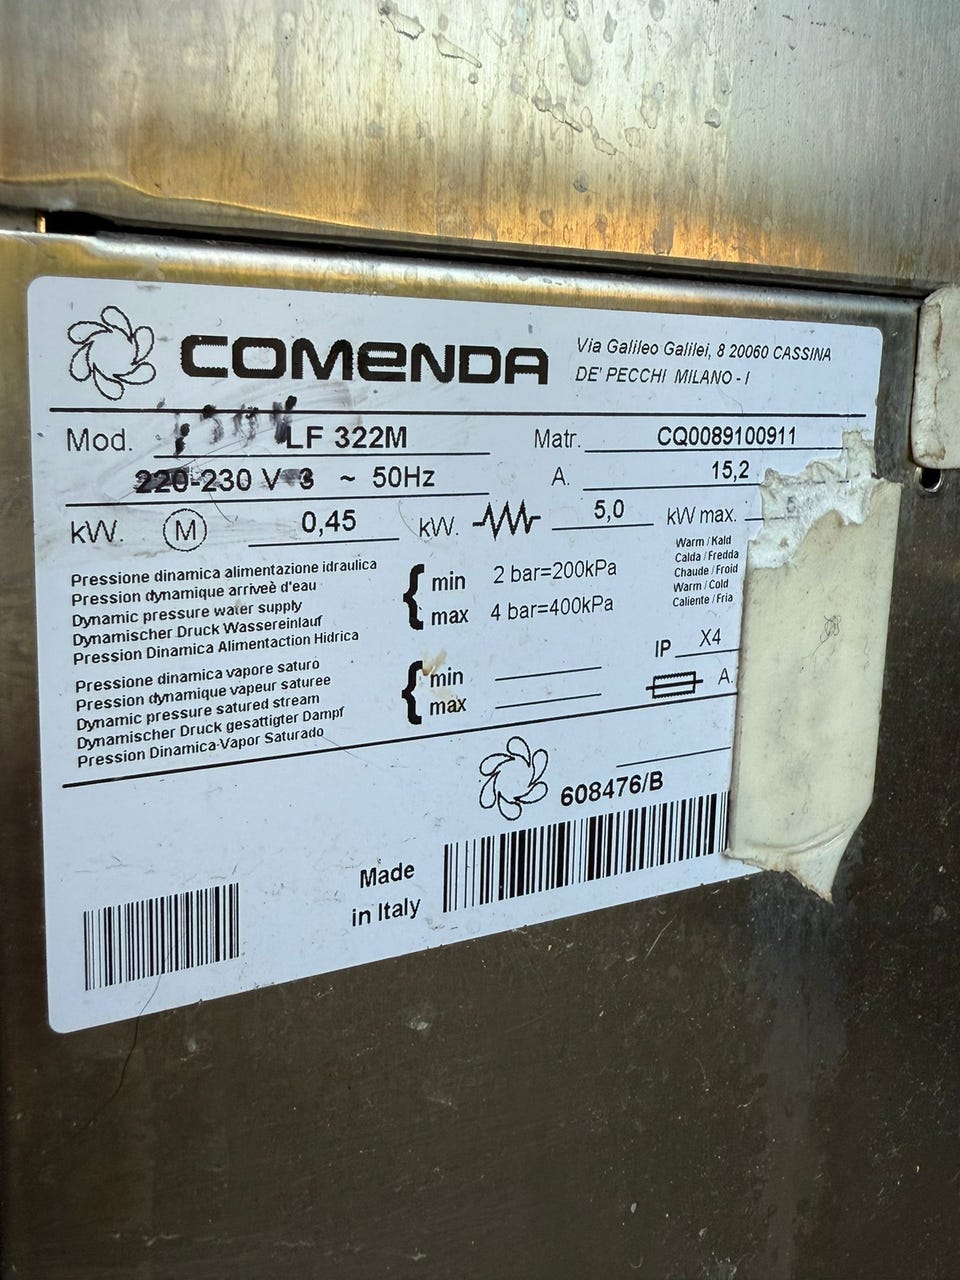 COMENDA
Via Galileo Galilei, 8 20060 CASSINA
DE' PECCHI MILANO - I
Mod. LF 322M
Matr. CQ0089100911
220-230 V 3 ~ 50Hz
A. 15,2
kW. M 0,45
kW. 5,0
kW max.
Pressione dinamica alimentazione idraulica
Pression dynamique arriveè d'eau
Dynamic pressure water supply
Dynamischer Druck Wassereinlauf
Pression Dinamica Alimentaction Hidrica
min 2 bar=200kPa
max 4 bar=400kPa
Warm / Kald
Calda / Fredda
Chaude / Froid
Warm / Cold
Caliente / Fria
IP X4
Pressione dinamica vapore saturo
Pression dynamique vapeur saturee
Dynamic pressure satured stream
Dynamischer Druck gesattigter Dampf
Pression Dinamica Vapor Saturado
min
max
A.
608476/B
Made
in Italy